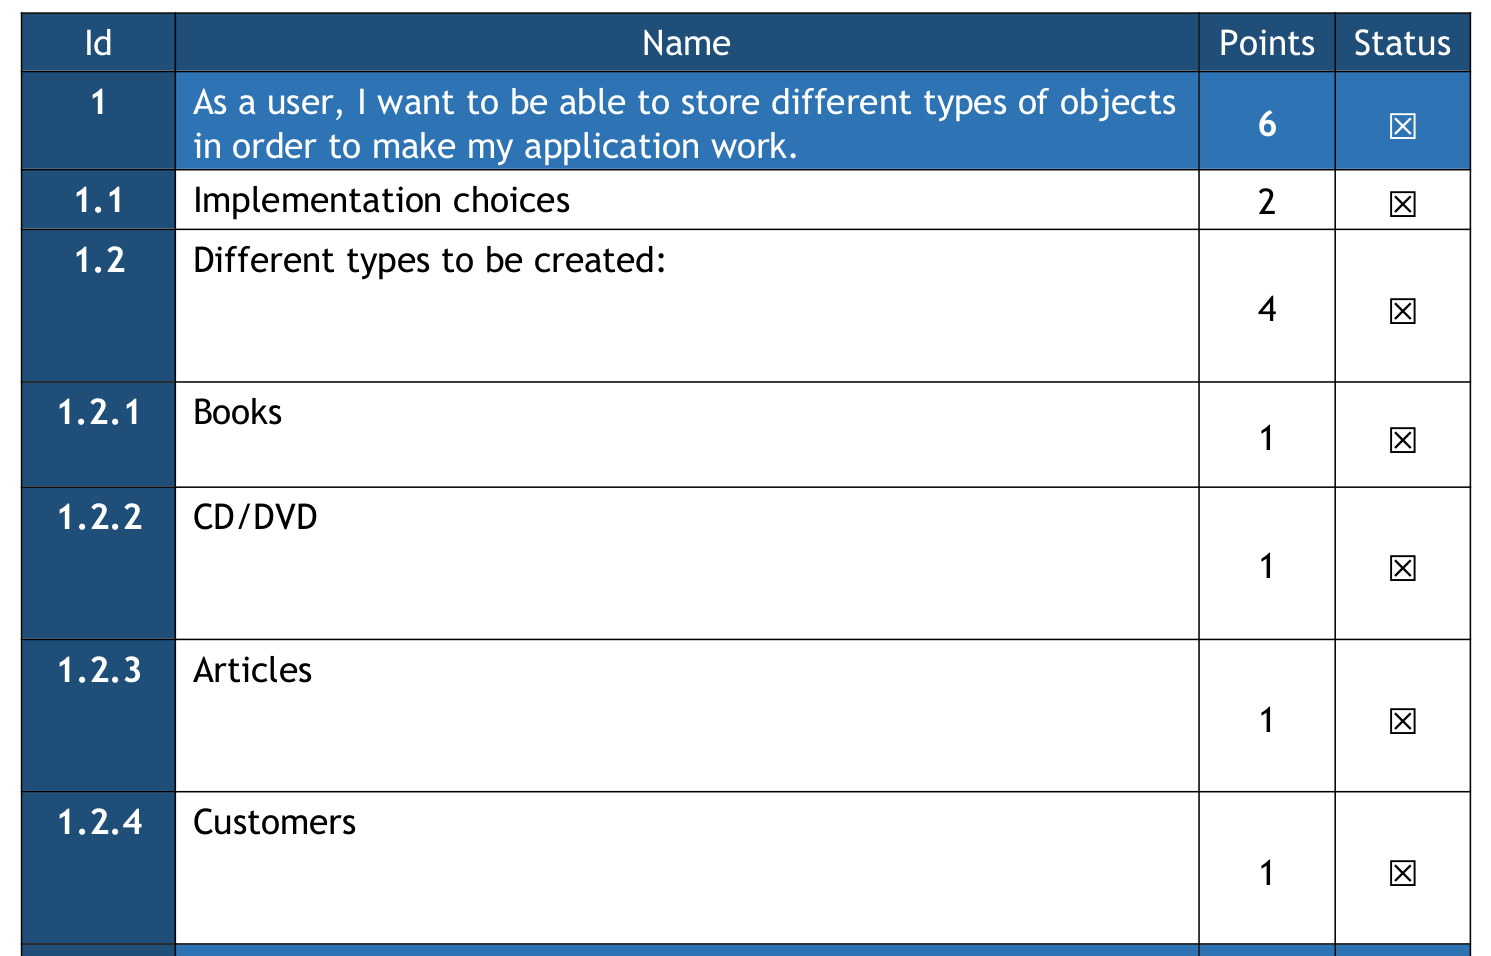 Id Name Points Status
1 As a user, I want to be able to store different types of objects
in order to make my application work. 6 ☒
1.1 Implementation choices 2 ☒
1.2 Different types to be created: 4 ☒
1.2.1 Books 1 ☒
1.2.2 CD/DVD 1 ☒
1.2.3 Articles 1 ☒
1.2.4 Customers 1 ☒